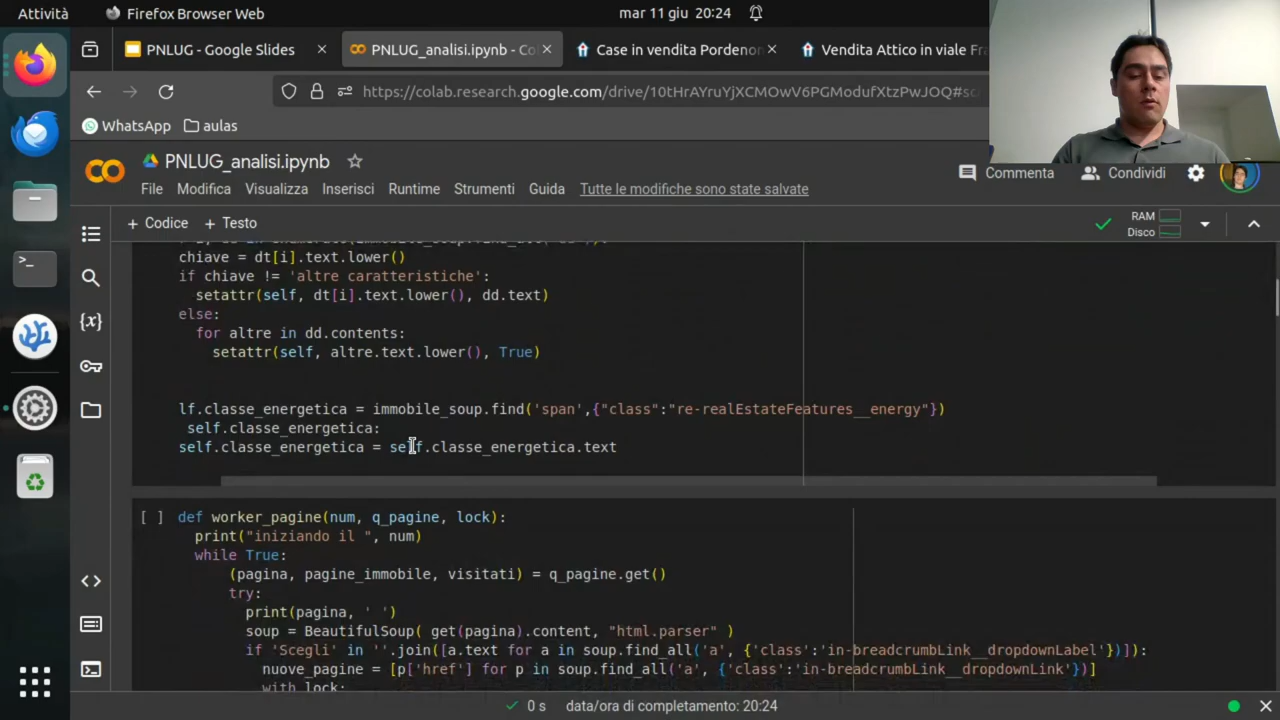 Attività
Firefox Browser Web
mar 11 giu 20:24
PNLUG - Google Slides
PNLUG_analisi.ipynb - Co
Case in vendita Pordenon
Vendita Attico in viale Fra
https://colab.research.google.com/drive/10tHrAYruYjXCMOwV6PGModufXtzPwJOQ#scr
WhatsApp
aulas
PNLUG_analisi.ipynb
File Modifica Visualizza Inserisci Runtime Strumenti Guida Tutte le modifiche sono state salvate
Commenta
Condividi
+ Codice + Testo
RAM
Disco
chiave = dt[i].text.lower()
if chiave != 'altre caratteristiche':
setattr(self, dt[i].text.lower(), dd.text)
else:
for altre in dd.contents:
setattr(self, altre.text.lower(), True)
lf.classe_energetica = immobile_soup.find('span',{"class":"re-realEstateFeatures__energy"})
self.classe_energetica:
self.classe_energetica = self.classe_energetica.text
[ ] def worker_pagine(num, q_pagine, lock):
print("iniziando il ", num)
while True:
(pagina, pagine_immobile, visitati) = q_pagine.get()
try:
print(pagina, ' ')
soup = BeautifulSoup( get(pagina).content, "html.parser" )
if 'Scegli' in ''.join([a.text for a in soup.find_all('a', {'class':'in-breadcrumbLink__dropdownLabel'})]):
nuove_pagine = [p['href'] for p in soup.find_all('a', {'class':'in-breadcrumbLink__dropdownLink'})]
with lock:
0 s data/ora di completamento: 20:24